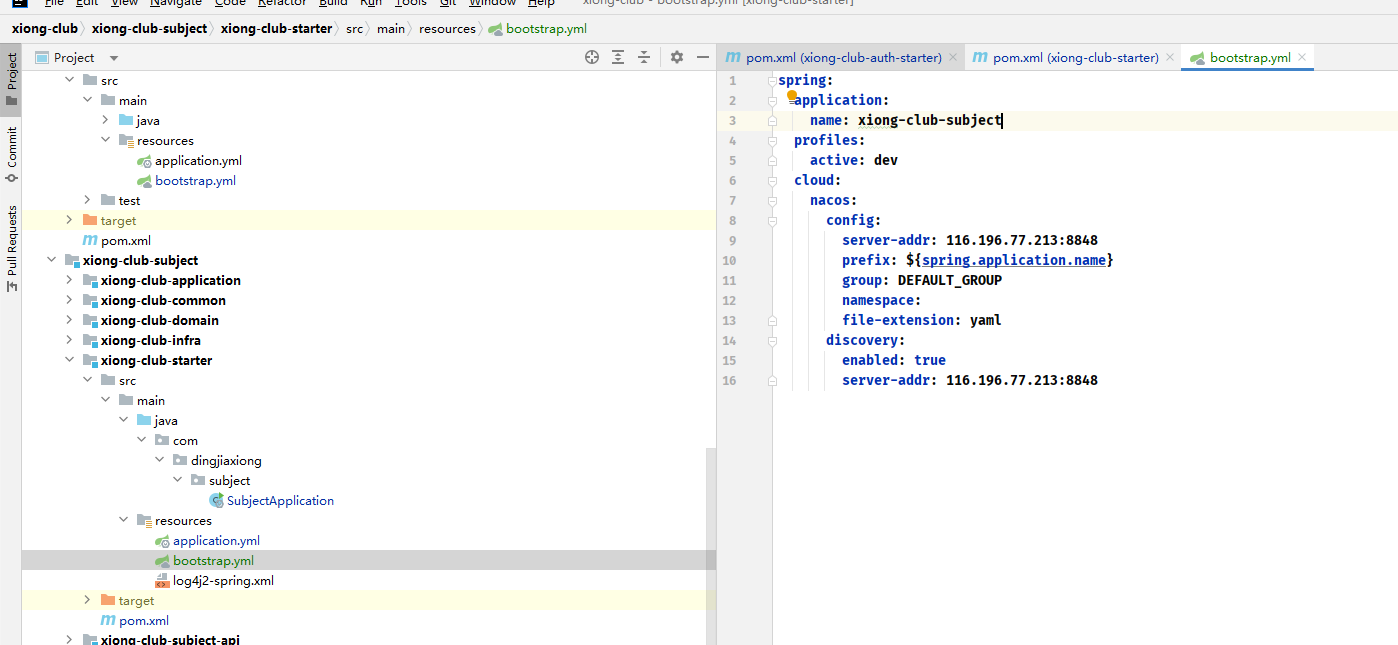 File Edit View Navigate Code Refactor Build Run Tools Git Window Help xiong-club - bootstrap.yml [xiong-club-starter]
xiong-club xiong-club-subject xiong-club-starter src main resources bootstrap.yml
Project
Commit
Pull Requests
Project
src
main
java
resources
application.yml
bootstrap.yml
test
target
pom.xml
xiong-club-subject
xiong-club-application
xiong-club-common
xiong-club-domain
xiong-club-infra
xiong-club-starter
src
main
java
com
dingjiaxiong
subject
SubjectApplication
resources
application.yml
bootstrap.yml
log4j2-spring.xml
target
pom.xml
xiong-club-subject-api
pom.xml (xiong-club-auth-starter) pom.xml (xiong-club-starter) bootstrap.yml
1 spring:
2 application:
3 name: xiong-club-subject
4 profiles:
5 active: dev
6 cloud:
7 nacos:
8 config:
9 server-addr: 116.196.77.213:8848
10 prefix: ${spring.application.name}
11 group: DEFAULT_GROUP
12 namespace:
13 file-extension: yaml
14 discovery:
15 enabled: true
16 server-addr: 116.196.77.213:8848